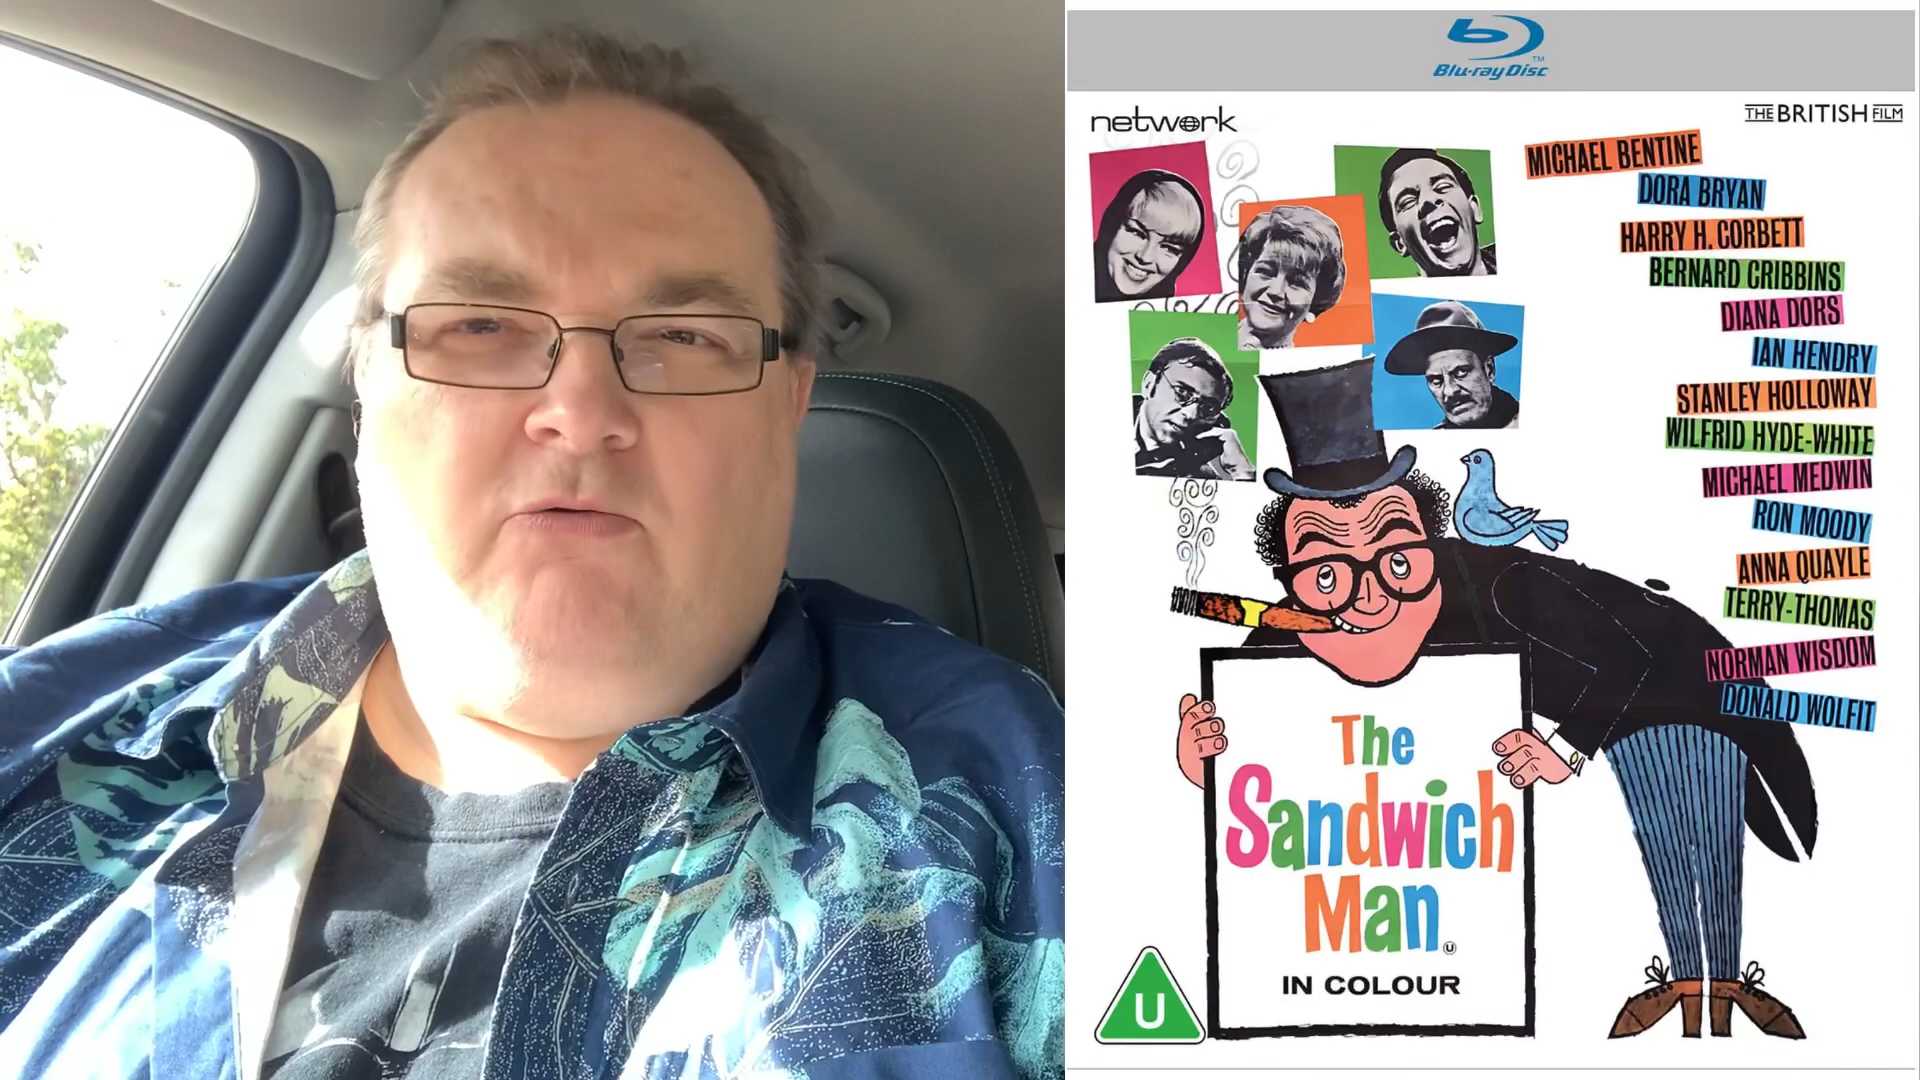 Blu-ray Disc
TM
network
THE BRITISH FILM
MICHAEL BENTINE
DORA BRYAN
HARRY H. CORBETT
BERNARD CRIBBINS
DIANA DORS
IAN HENDRY
STANLEY HOLLOWAY
WILFRID HYDE-WHITE
MICHAEL MEDWIN
RON MOODY
ANNA QUAYLE
TERRY-THOMAS
NORMAN WISDOM
DONALD WOLFIT
The
Sandwich
Man
U
IN COLOUR
U